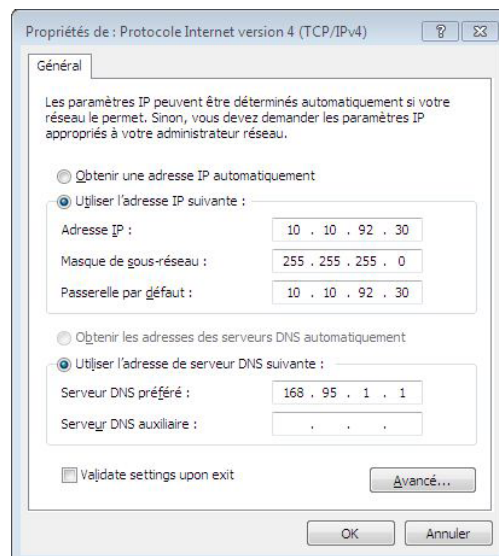 Propriétés de : Protocole Internet version 4 (TCP/IPv4)
Général
Les paramètres IP peuvent être déterminés automatiquement si votre
réseau le permet. Sinon, vous devez demander les paramètres IP
appropriés à votre administrateur réseau.
Obtenir une adresse IP automatiquement
Utiliser l'adresse IP suivante :
Adresse IP : 10 . 10 . 92 . 30
Masque de sous-réseau : 255 . 255 . 255 . 0
Passerelle par défaut : 10 . 10 . 92 . 30
Obtenir les adresses des serveurs DNS automatiquement
Utiliser l'adresse de serveur DNS suivante :
Serveur DNS préféré : 168 . 95 . 1 . 1
Serveur DNS auxiliaire : . . .
Validate settings upon exit
Avancé...
OK Annuler